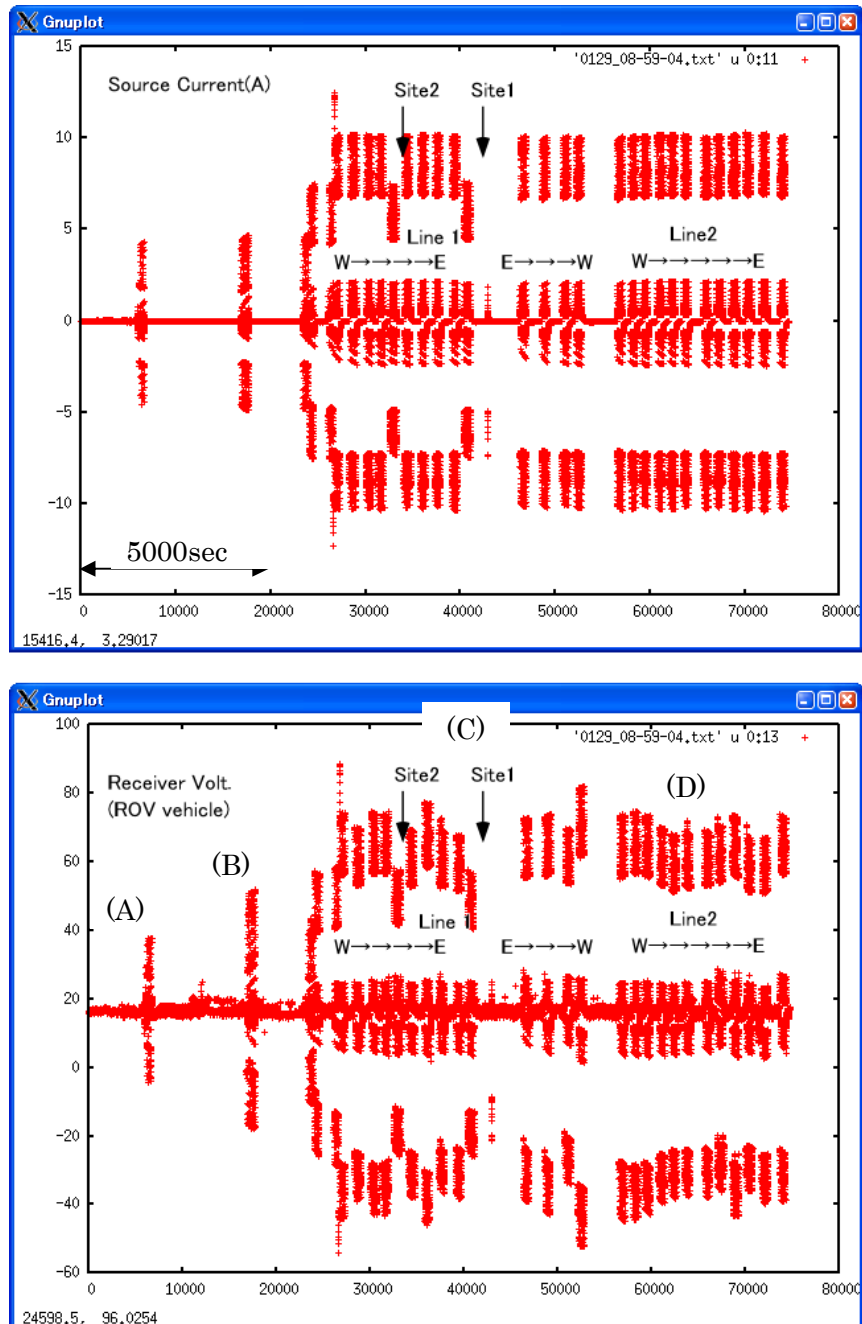 Gnuplot
15
'0129_08-59-04.txt' u 0:11
Source Current(A)
Site2
Site1
10
5
Line 1
Line2
W→→→→E
E→→→W
W→→→→→E
0
-5
-10
5000sec
-15
0
10000
20000
30000
40000
50000
60000
70000
80000
15416.4, 3.29017
Gnuplot
100
(C)
'0129_08-59-04.txt' u 0:13
80
Receiver Volt.
(ROV vehicle)
Site2
Site1
(D)
60
(B)
(A)
40
Line 1
Line2
W→→→→E
E→→→W
W→→→→→E
20
0
-20
-40
-60
0
10000
20000
30000
40000
50000
60000
70000
80000
24598.5, 96.0254